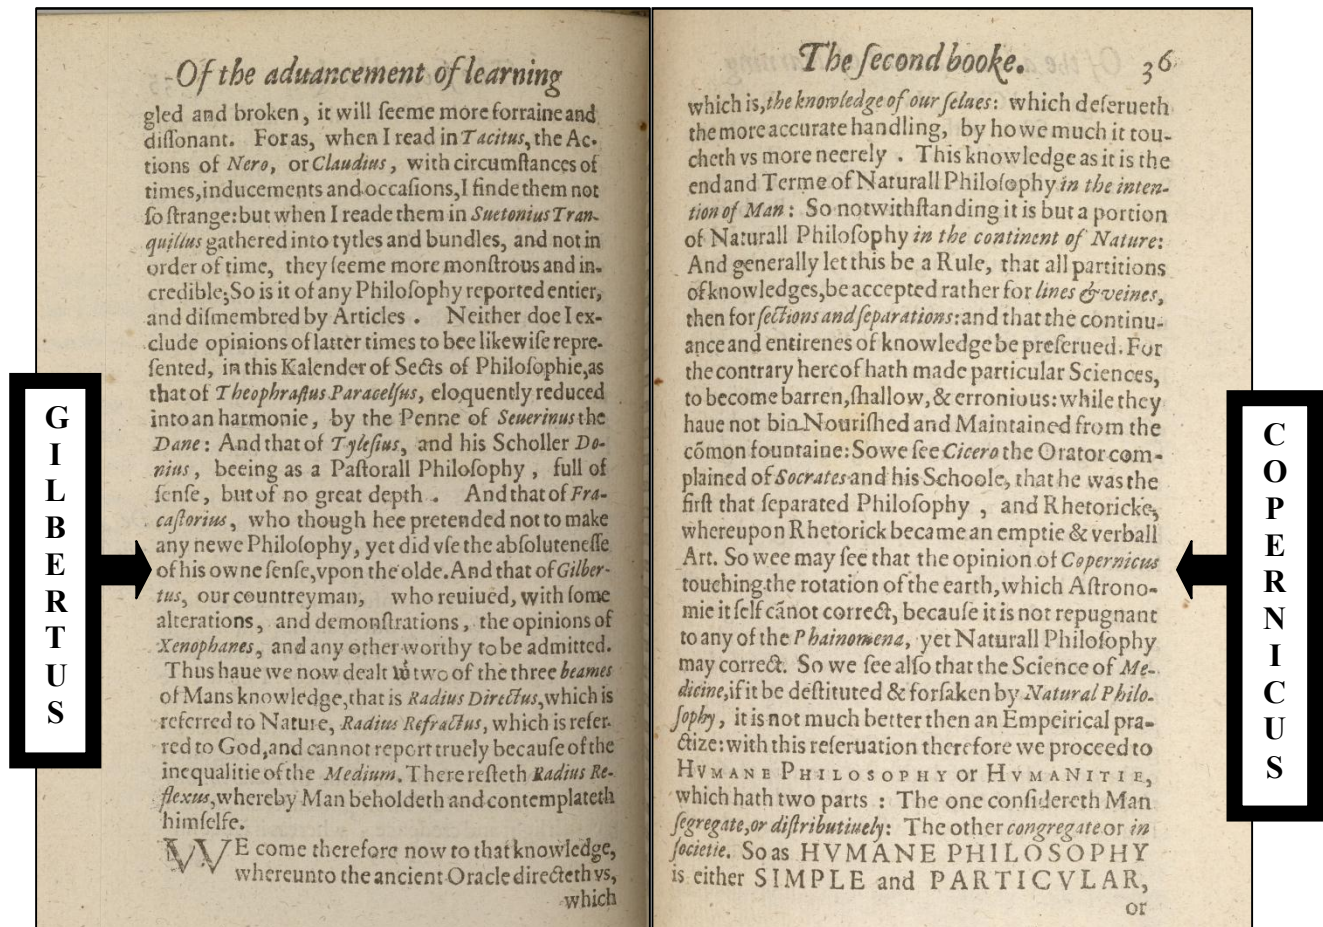 GILBERTUS
Of the aduancement of learning
gled and broken, it will ſeeme more forraine and
diſſonant. For as, when I read in Tacitus, the Ac-
tions of Nero, or Claudius, with circumſtances of
times, inducements and occaſions, I finde them not
ſo ſtrange: but when I reade them in Suetonius Tran-
quillus gathered into tytles and bundles, and not in
order of time, they ſeeme more monſtrous and in-
credible; So is it of any Philoſophy reported entier,
and diſmembred by Articles. Neither doe I ex-
clude opinions of latter times to bee likewiſe repre-
ſented, in this Kalender of Sects of Philoſophie, as
that of Theophraſtus Paracelſus, eloquently reduced
into an harmonie, by the Penne of Seuerinus the
Dane: And that of Tyleſius, and his Scholler Do-
nius, beeing as a Paſtorall Philoſophy, full of
ſenſe, but of no great depth. And that of Fra-
caſtorius, who though hee pretended not to make
any newe Philoſophy, yet did vſe the abſoluteneſſe
of his owne ſenſe, vpon the olde. And that of Gilber-
tus, our countreyman, who reuiued, with ſome
alterations, and demonſtrations, the opinions of
Xenophanes, and any other worthy to be admitted.
Thus haue we now dealt with two of the three beames
of Mans knowledge, that is Radius Directus, which is
referred to Nature, Radius Refractus, which is refer-
red to God, and cannot report truely becauſe of the
inequalitie of the Medium. There reſteth Radius Re-
flexus, whereby Man beholdeth and contemplateth
himſelfe.
WE come therefore now to that knowledge,
whereunto the ancient Oracle directeth vs,
which
The ſecond booke. 36
which is, the knowledge of our ſelues: which deſerueth
the more accurate handling, by howe much it tou-
cheth vs more neerely. This knowledge as it is the
end and Terme of Naturall Philoſophy in the inten-
tion of Man: So notwithſtanding it is but a portion
of Naturall Philoſophy in the continent of Nature:
And generally let this be a Rule, that all partitions
of knowledges, be accepted rather for lines & veines,
then for ſections and ſeparations: and that the continu-
ance and entirenes of knowledge be preſerued. For
the contrary hereof hath made particular Sciences,
to become barren, ſhallow, & erronious: while they
haue not bin Nouriſhed and Maintained from the
cõmon fountaine: So we ſee Cicero the Orator com-
plained of Socrates and his Schoole, that he was the
firſt that ſeparated Philoſophy, and Rhetoricke,
whereupon Rhetorick became an emptie & verball
Art. So wee may ſee that the opinion of Copernicus
touching the rotation of the earth, which Aſtrono-
mie it ſelf cãnot correct, becauſe it is not repugnant
to any of the Phainomena, yet Naturall Philoſophy
may correct. So we ſee alſo that the Science of Me-
dicine, if it be deſtituted & forſaken by Natural Philo-
ſophy, it is not much better then an Empeirical pra-
ctize: with this reſeruation therefore we proceed to
HVMANE PHILOSOPHY or HVMANITIE,
which hath two parts: The one conſidereth Man
ſegregate, or diſtributiuely: The other congregate or in
ſocietie. So as HVMANE PHILOSOPHY
is either SIMPLE and PARTICVLAR,
or
COPERNICUS